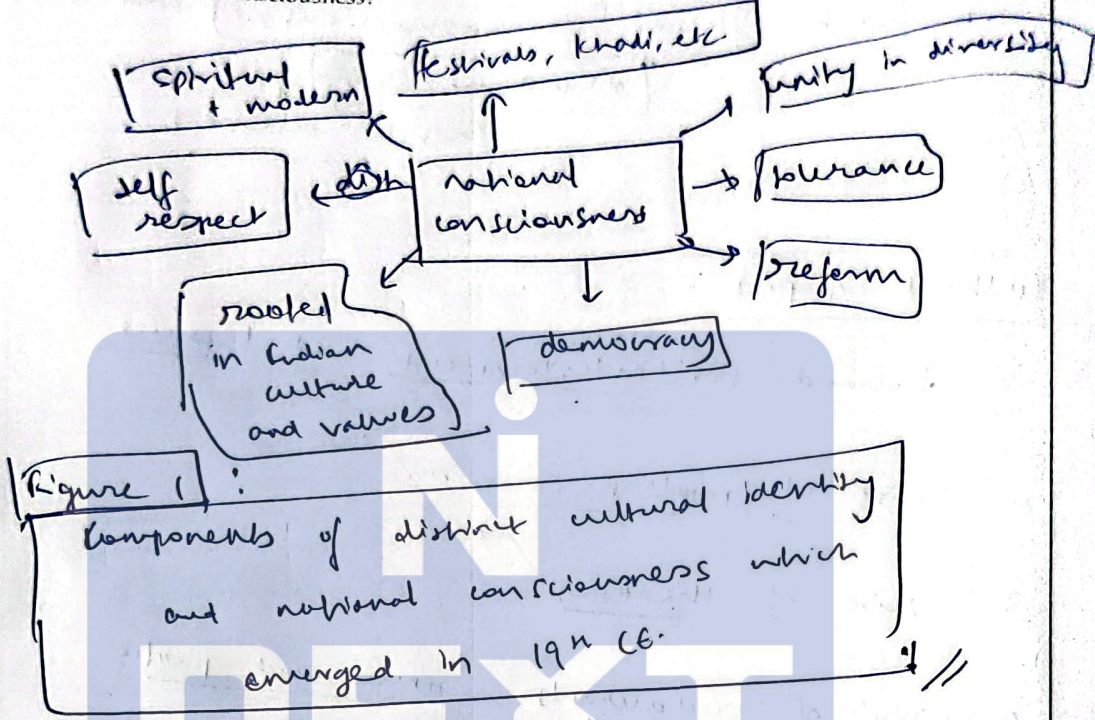 spiritual
+ modern
festivals, khadi, etc.
unity in diversity
self
respect
national
consciousness
tolerance
reform
rooted
in Indian
culture
and values
democracy
Figure 1 :
Components of distinct cultural identity
and national consciousness which
emerged in 19th CE.
NEXT